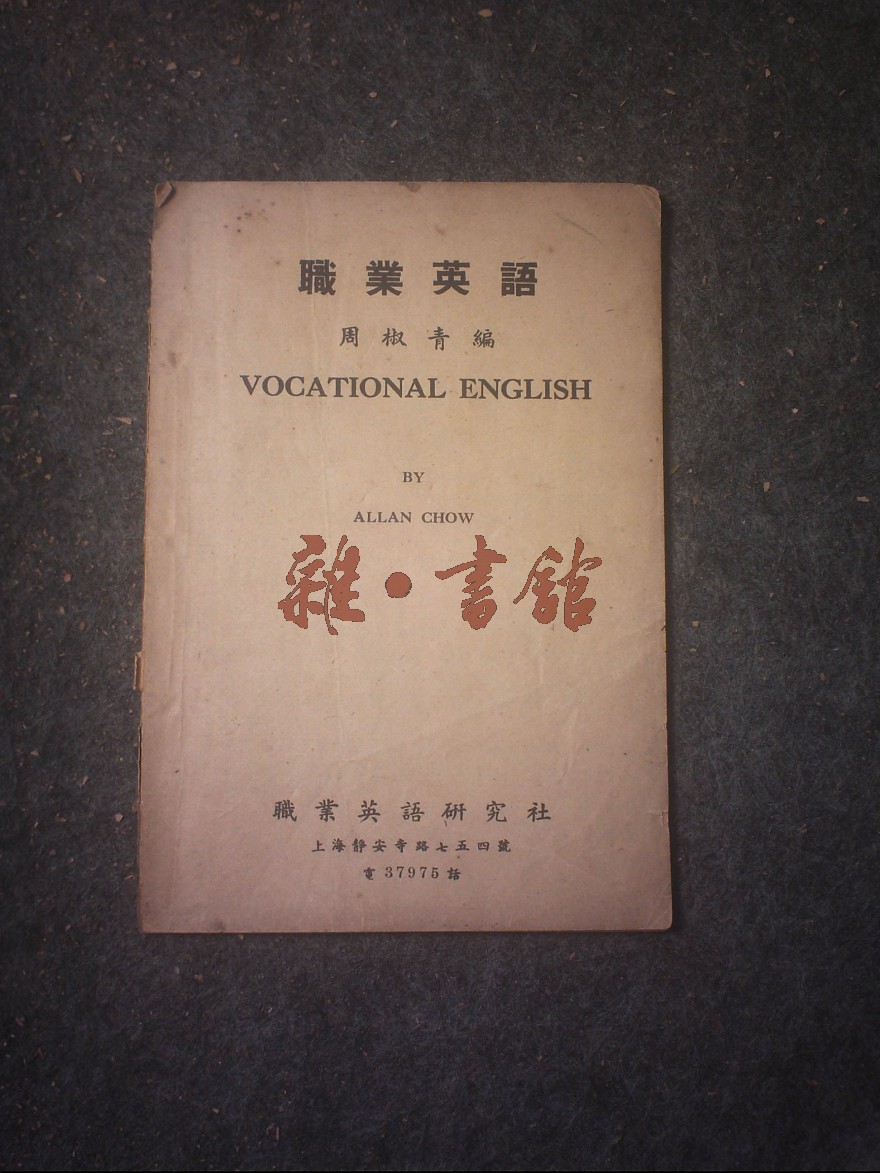 職業英語
周椒青編
VOCATIONAL ENGLISH
BY
ALLAN CHOW
雜·書館
職業英語研究社
上海靜安寺路七五四號
電 37975 話